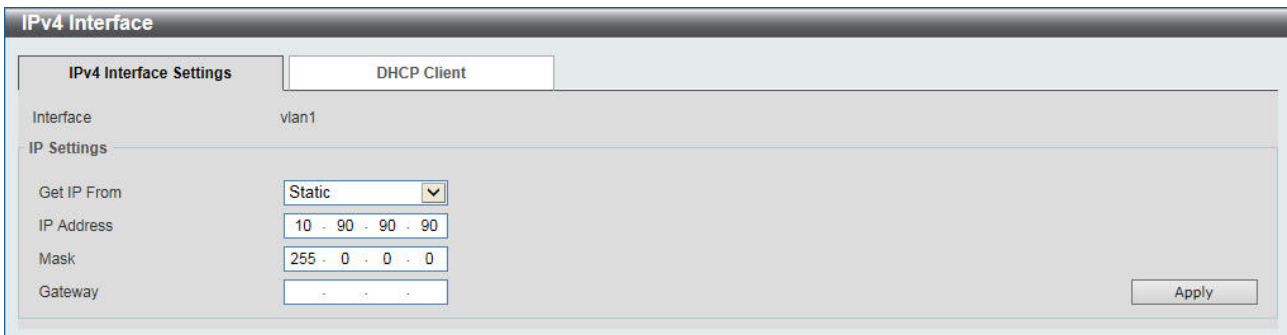 IPv4 Interface
IPv4 Interface Settings DHCP Client
Interface vlan1
IP Settings
Get IP From Static
IP Address 10 . 90 . 90 . 90
Mask 255 . 0 . 0 . 0
Gateway . . . Apply